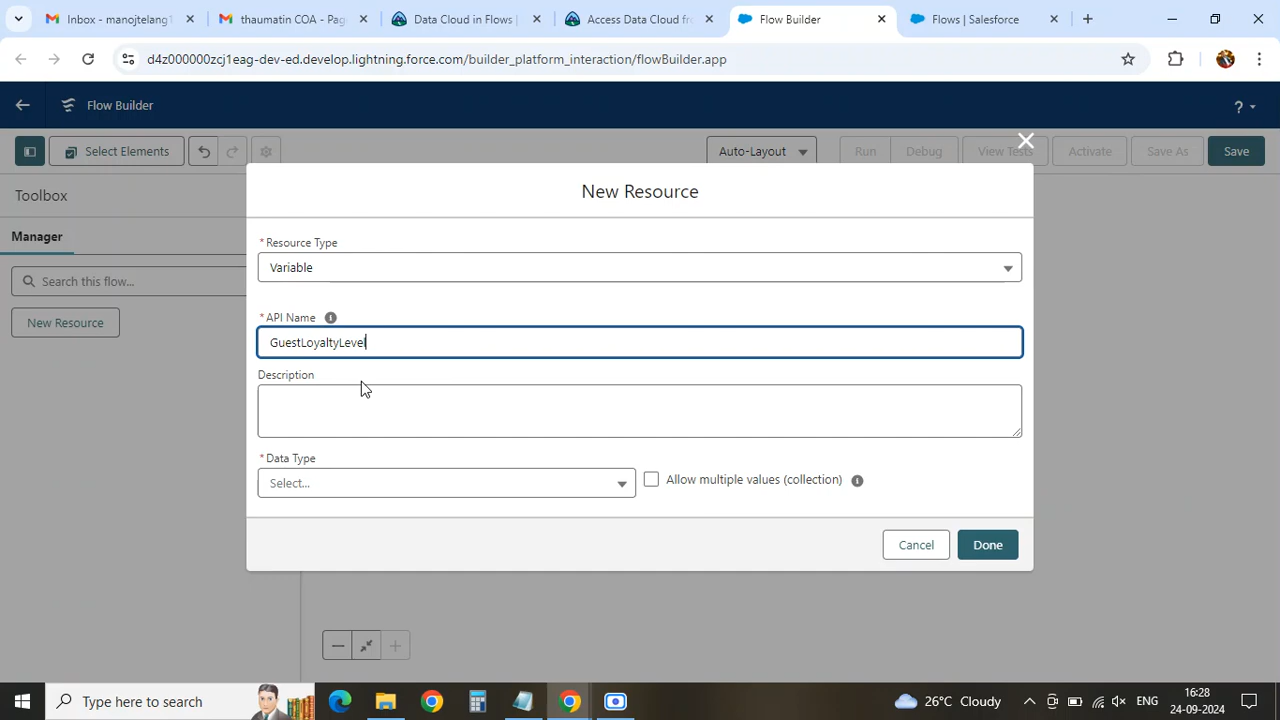 Inbox - manojtelang1
thaumatin COA - Pag
Data Cloud in Flows |
Access Data Cloud fr
Flow Builder
Flows | Salesforce
d4z000000zcj1eag-dev-ed.develop.lightning.force.com/builder_platform_interaction/flowBuilder.app
Flow Builder
?
Select Elements
Auto-Layout
Run
Debug
View Tests
Activate
Save As
Save
Toolbox
Manager
Search this flow...
New Resource
New Resource
* Resource Type
Variable
* API Name
GuestLoyaltyLevel
Description
* Data Type
Select...
Allow multiple values (collection)
Cancel
Done
Type here to search
26°C Cloudy
ENG
16:28
24-09-2024